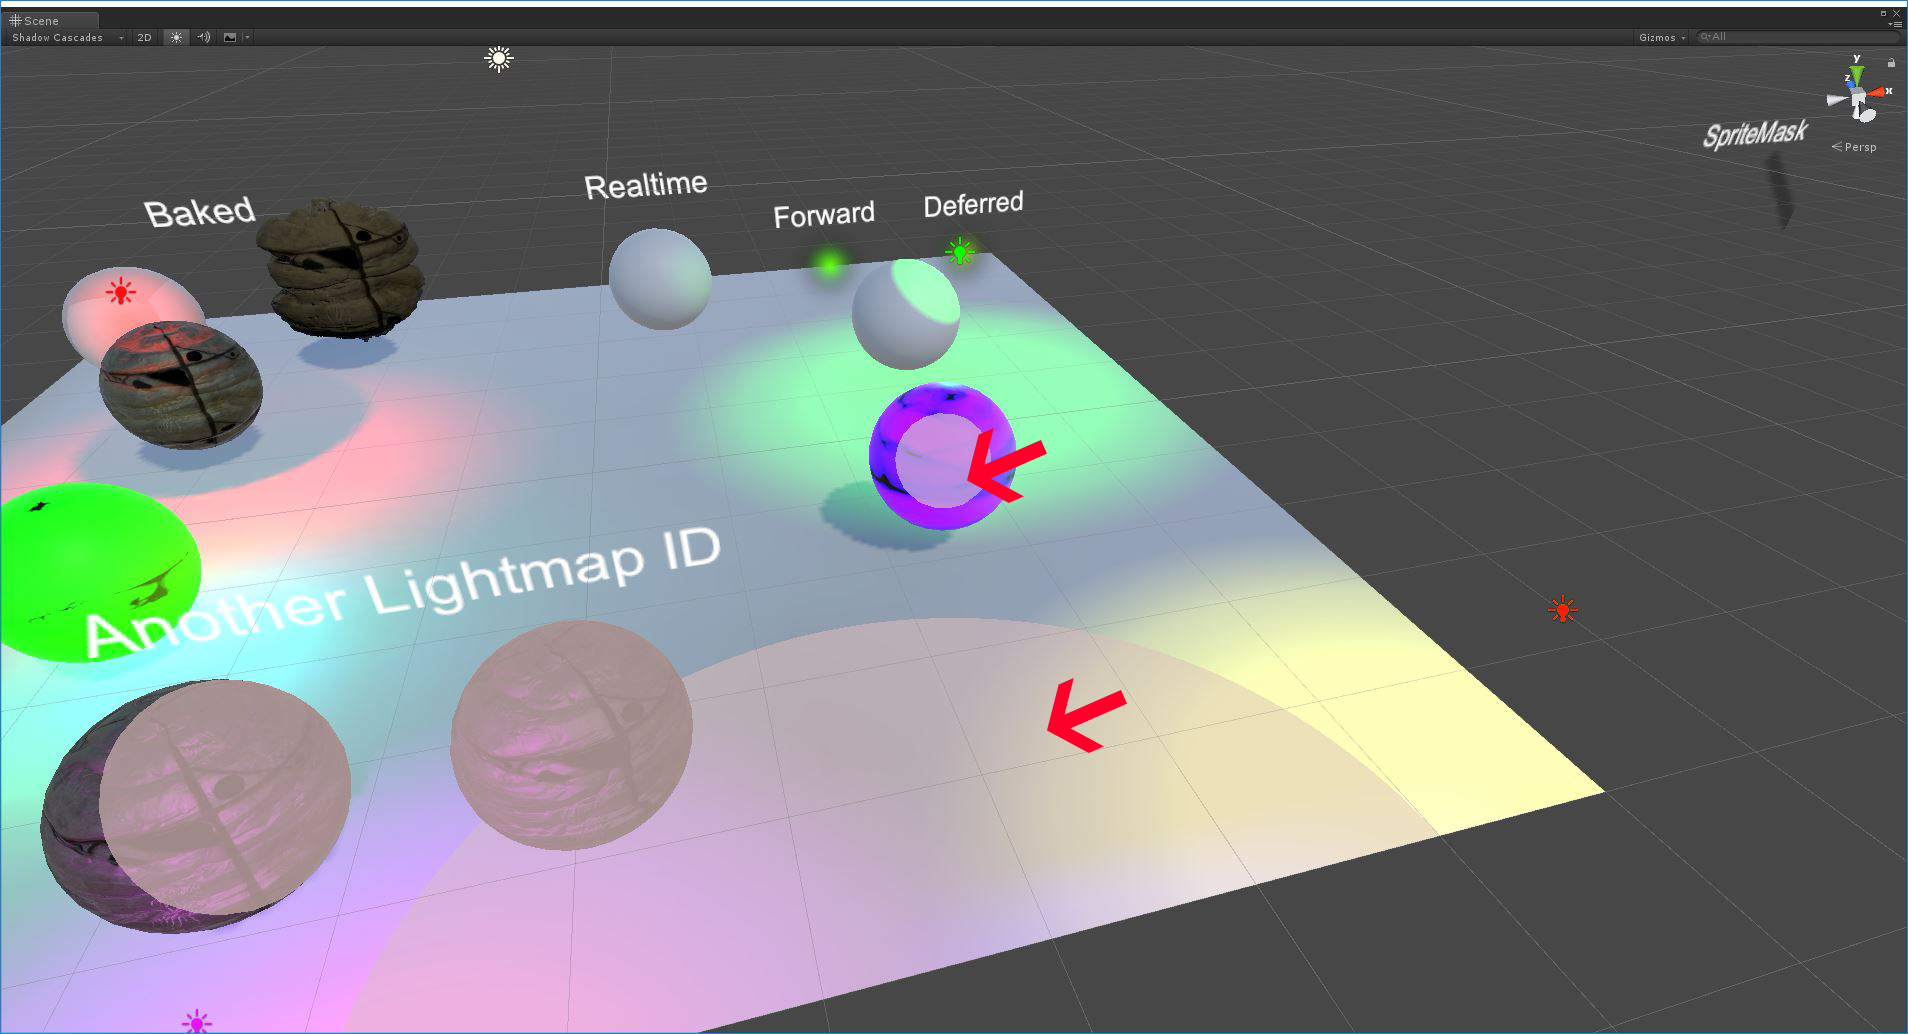 Scene
Shadow Cascades 2D Gizmos All
y
z
x
SpriteMask
Persp
Realtime
Baked
Forward Deferred
Another Lightmap ID